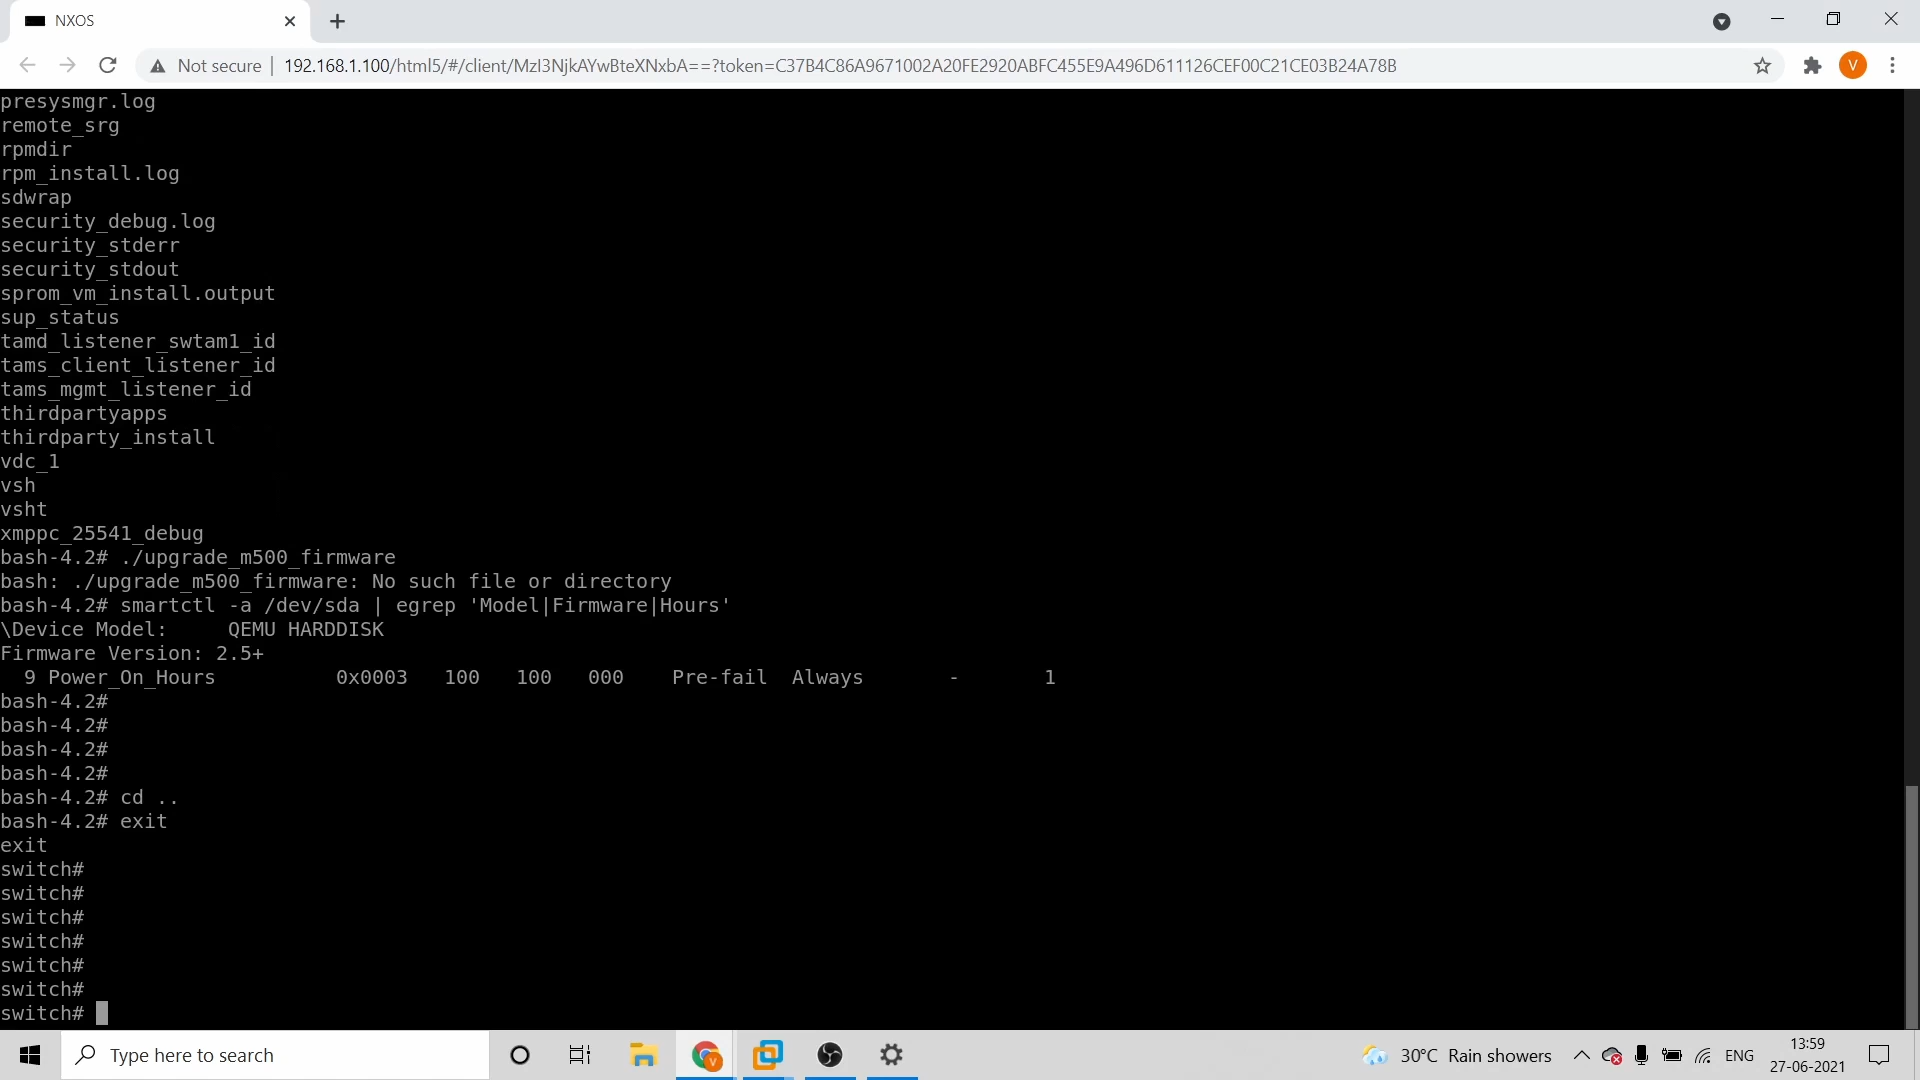 NXOS
Not secure | 192.168.1.100/html5/#/client/MzI3NjkAYwBteXNxbA==?token=C37B4C86A9671002A20FE2920ABFC455E9A496D611126CEF00C21CE03B24A78B
V
presysmgr.log
remote_srg
rpmdir
rpm_install.log
sdwrap
security_debug.log
security_stderr
security_stdout
sprom_vm_install.output
sup_status
tamd_listener_swtam1_id
tams_client_listener_id
tams_mgmt_listener_id
thirdpartyapps
thirdparty_install
vdc_1
vsh
vsht
xmppc_25541_debug
bash-4.2# ./upgrade_m500_firmware
bash: ./upgrade_m500_firmware: No such file or directory
bash-4.2# smartctl -a /dev/sda | egrep 'Model|Firmware|Hours'
\Device Model:     QEMU HARDDISK
Firmware Version: 2.5+
  9 Power_On_Hours          0x0003   100   100   000    Pre-fail  Always       -       1
bash-4.2#
bash-4.2#
bash-4.2#
bash-4.2#
bash-4.2# cd ..
bash-4.2# exit
exit
switch#
switch#
switch#
switch#
switch#
switch#
switch#
Type here to search
V
30°C Rain showers
ENG
13:59
27-06-2021